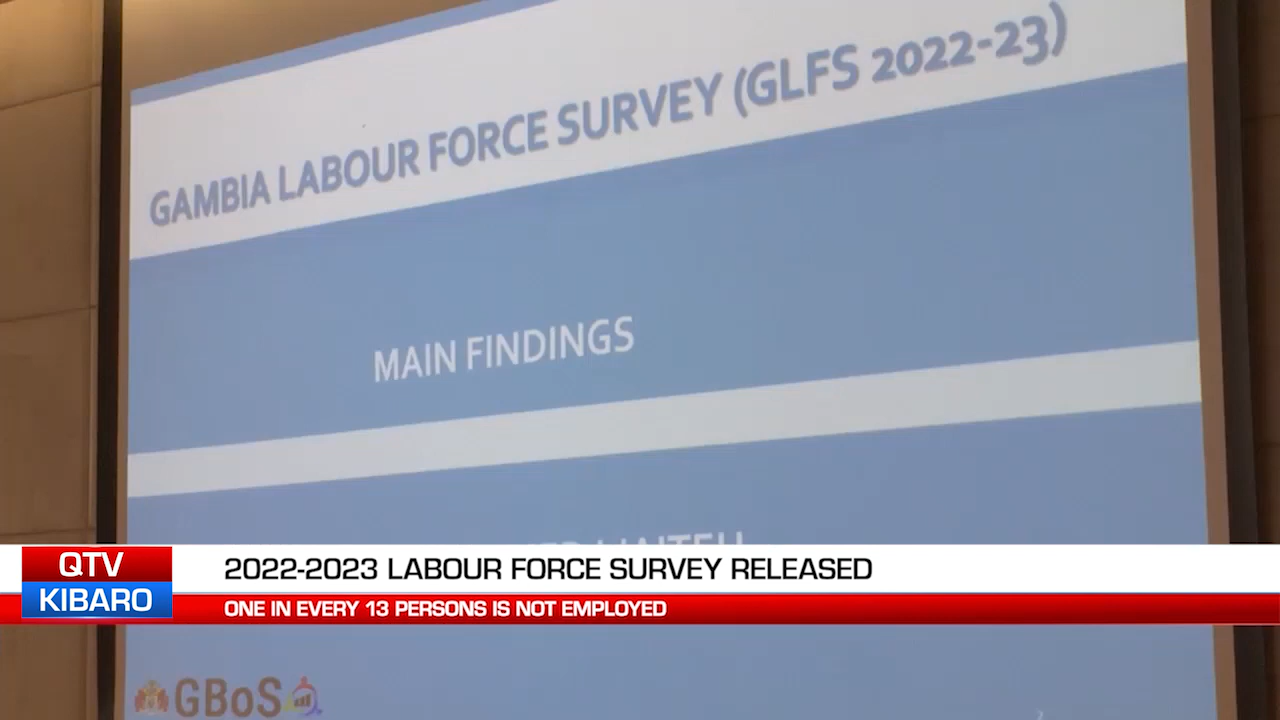 GAMBIA LABOUR FORCE SURVEY (GLFS 2022-23)
MAIN FINDINGS
QTV
KIBARO
2022-2023 LABOUR FORCE SURVEY RELEASED
ONE IN EVERY 13 PERSONS IS NOT EMPLOYED
GBoS